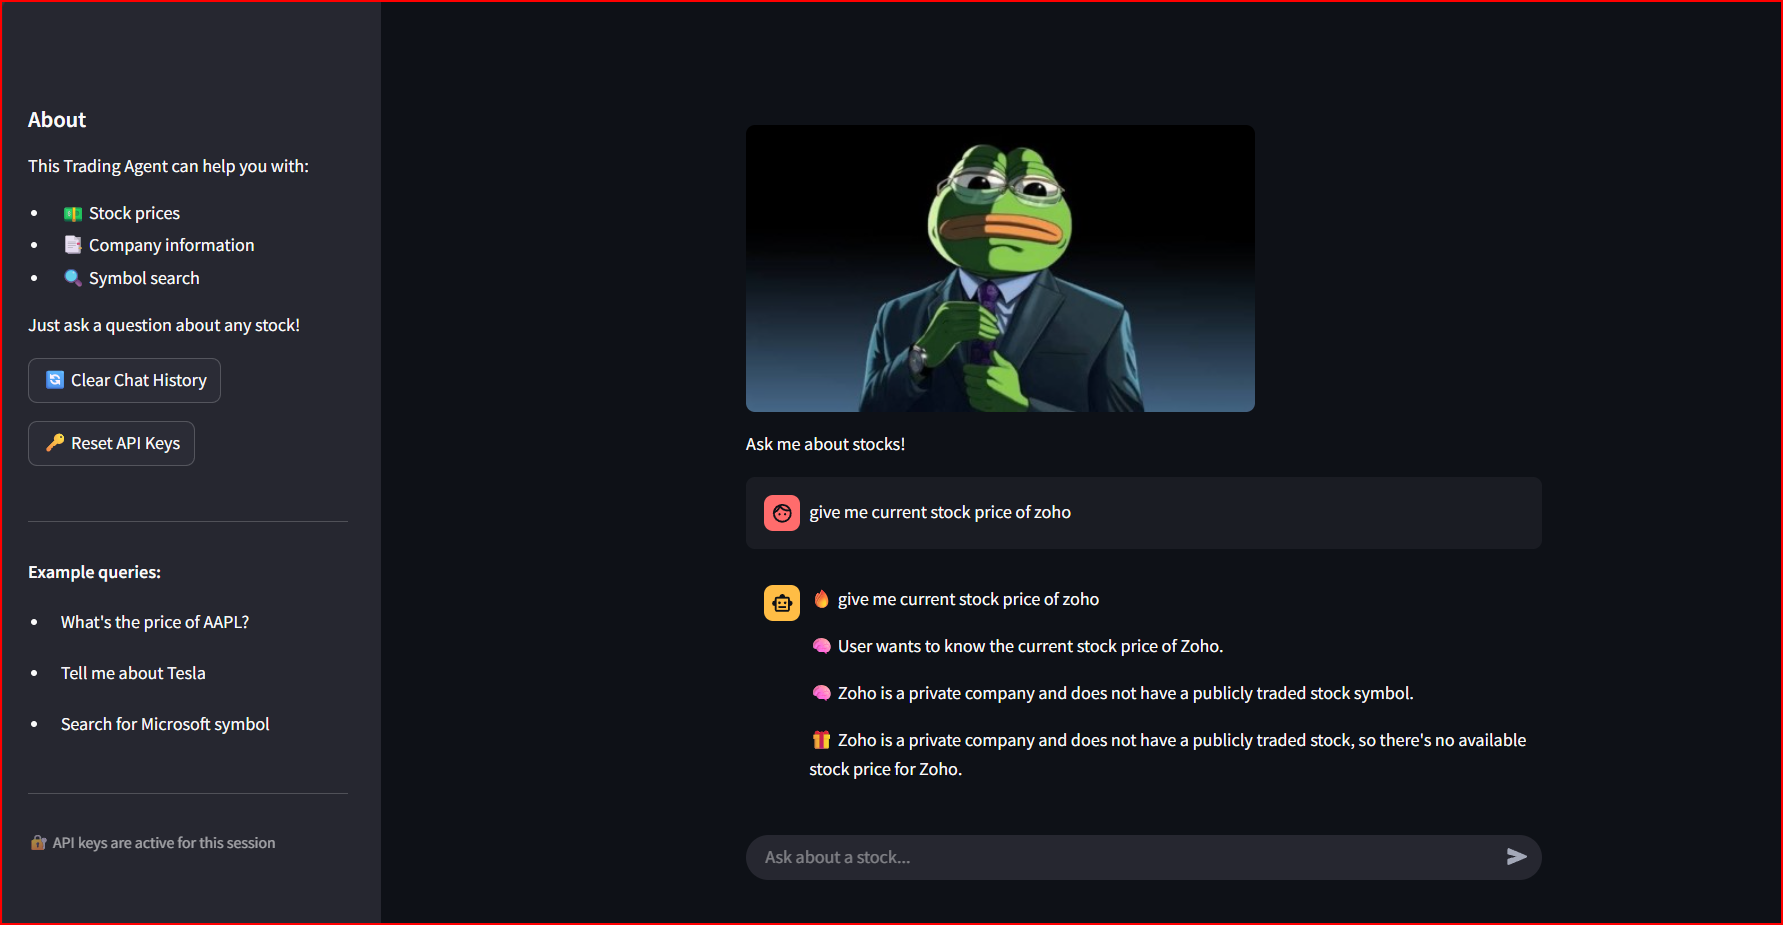 About
This Trading Agent can help you with:
• 💵 Stock prices
• 📑 Company information
• 🔍 Symbol search
Just ask a question about any stock!
🔄 Clear Chat History
🔑 Reset API Keys
Example queries:
• What's the price of AAPL?
• Tell me about Tesla
• Search for Microsoft symbol
🔐 API keys are active for this session
Ask me about stocks!
give me current stock price of zoho
🔥 give me current stock price of zoho
🧠 User wants to know the current stock price of Zoho.
🧠 Zoho is a private company and does not have a publicly traded stock symbol.
🎁 Zoho is a private company and does not have a publicly traded stock, so there's no available
stock price for Zoho.
Ask about a stock...